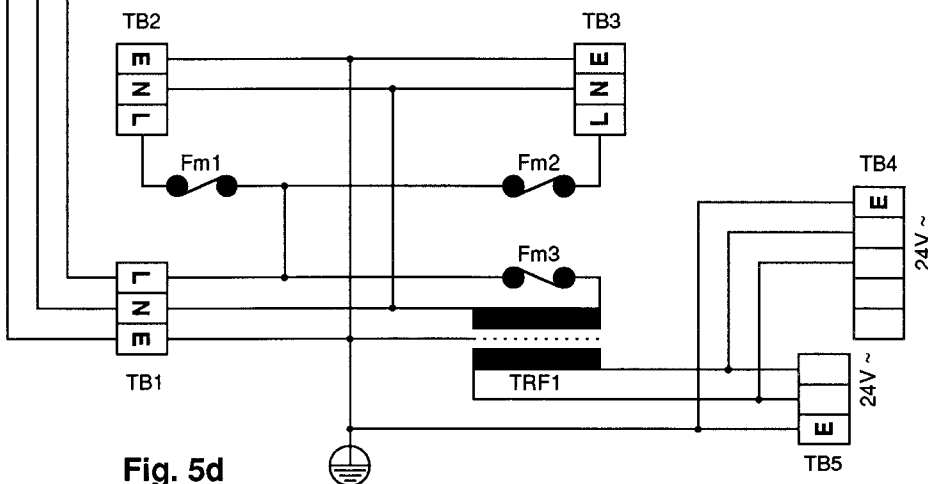 TB2
TB3
E
N
L
E
N
L
Fm1
Fm2
TB4
E
24V ~
Fm3
L
N
E
TB1
TRF1
24V ~
E
TB5
Fig. 5d